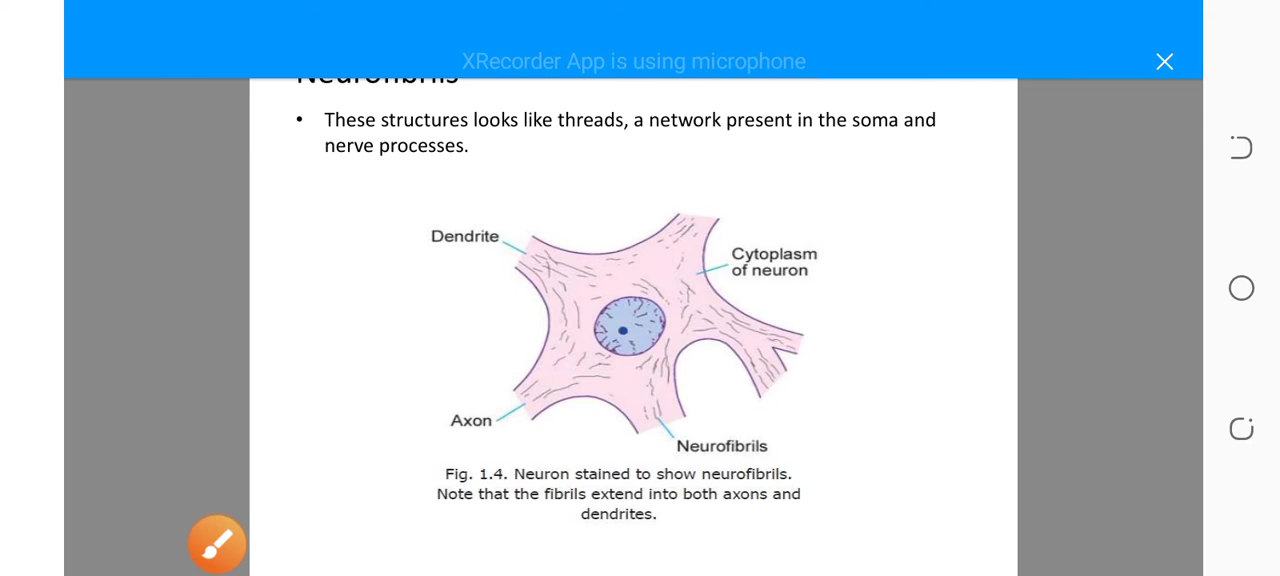 XRecorder App is using microphone
Neurofibrils
• These structures looks like threads, a network present in the soma and
nerve processes.
Dendrite
Cytoplasm
of neuron
Axon
Neurofibrils
Fig. 1.4. Neuron stained to show neurofibrils.
Note that the fibrils extend into both axons and
dendrites.